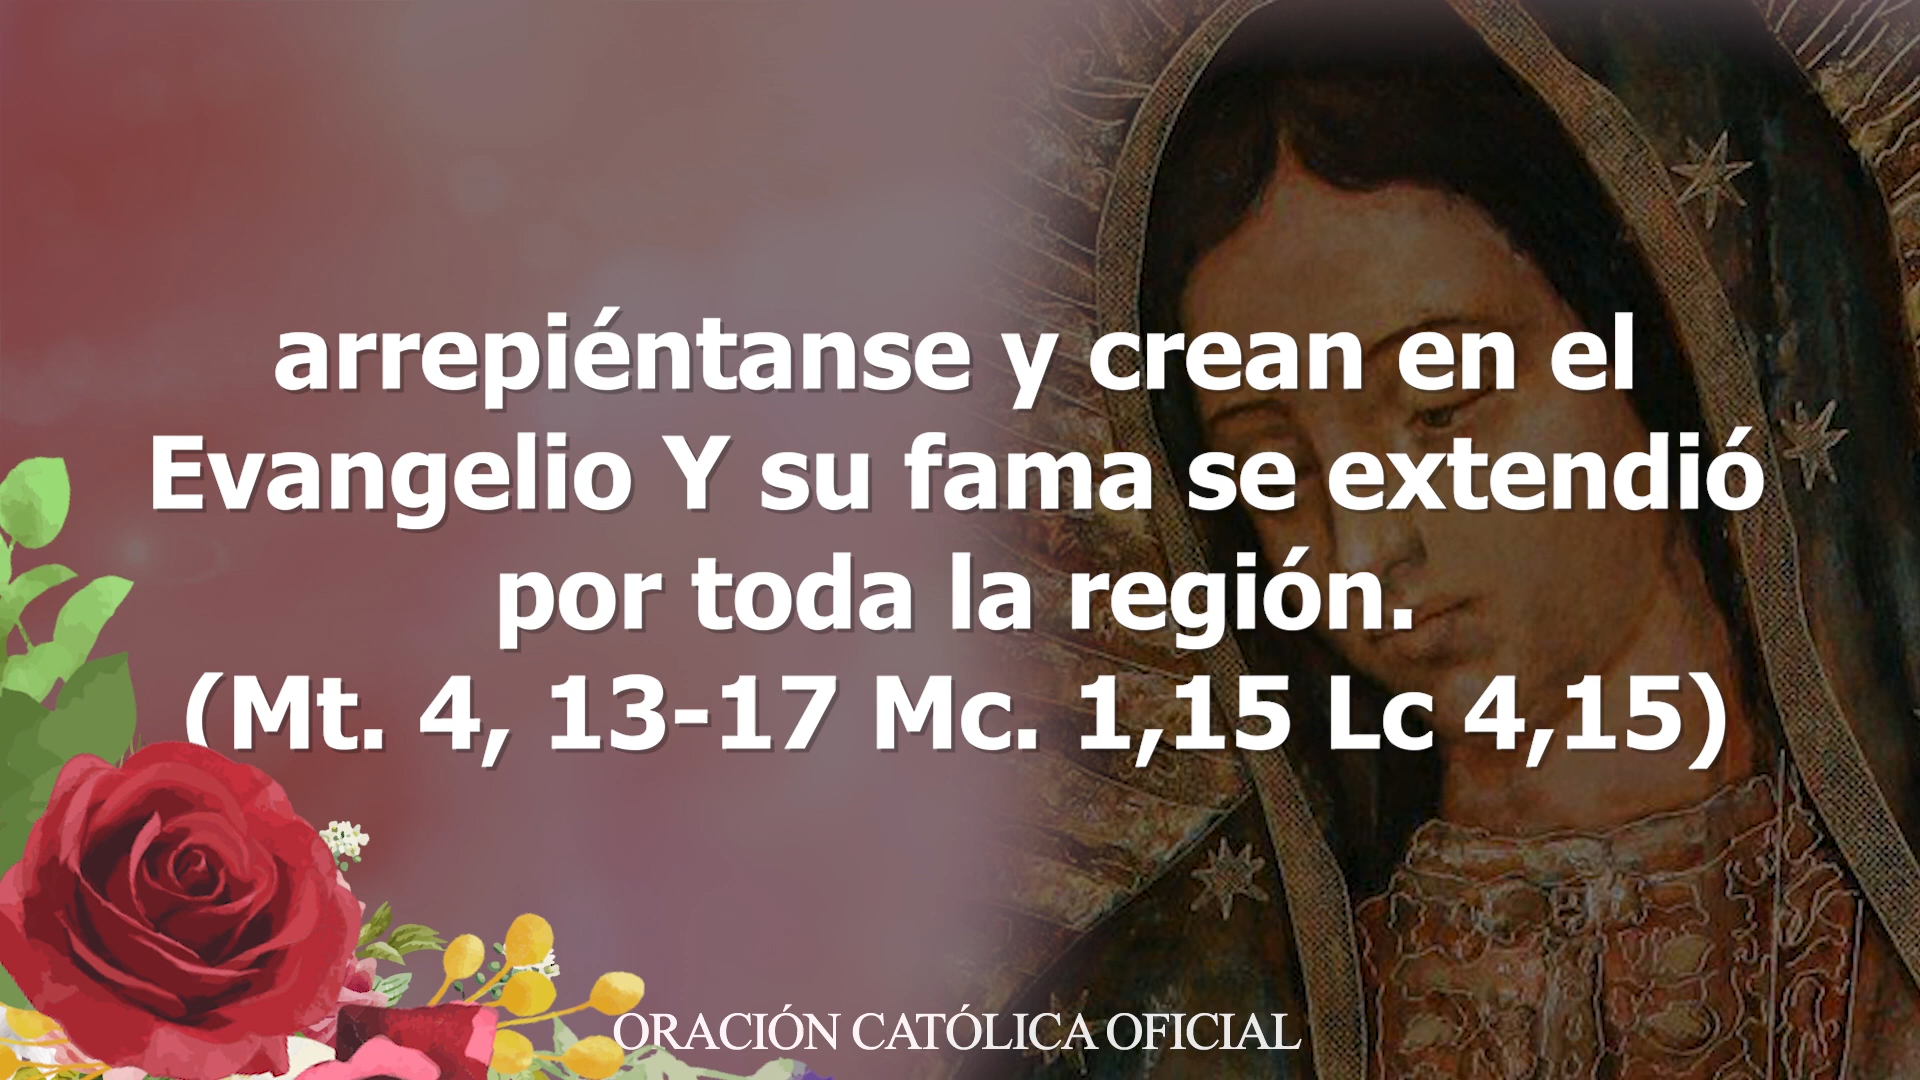 arrepiéntanse y crean en el
Evangelio Y su fama se extendió
por toda la región.
(Mt. 4, 13-17 Mc. 1,15 Lc 4,15)
ORACIÓN CATÓLICA OFICIAL